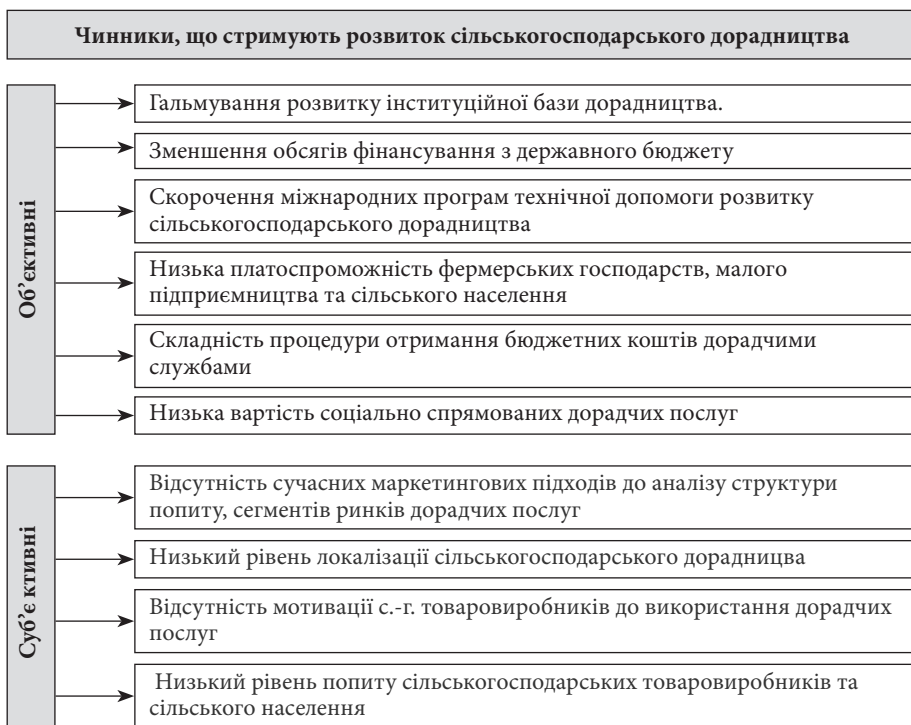 Чинники, що стримують розвиток сільськогосподарського дорадництва
Об’єктивні
Гальмування розвитку інституційної бази дорадництва.
Зменшення обсягів фінансування з державного бюджету
Скорочення міжнародних програм технічної допомоги розвитку
сільськогосподарського дорадництва
Низька платоспроможність фермерських господарств, малого
підприємництва та сільського населення
Складність процедури отримання бюджетних коштів дорадчими
службами
Низька вартість соціально спрямованих дорадчих послуг
Суб’є ктивні
Відсутність сучасних маркетингових підходів до аналізу структури
попиту, сегментів ринків дорадчих послуг
Низький рівень локалізації сільськогосподарського дорадницва
Відсутність мотивації с.-г. товаровиробників до використання дорадчих
послуг
Низький рівень попиту сільськогосподарських товаровиробників та
сільського населення